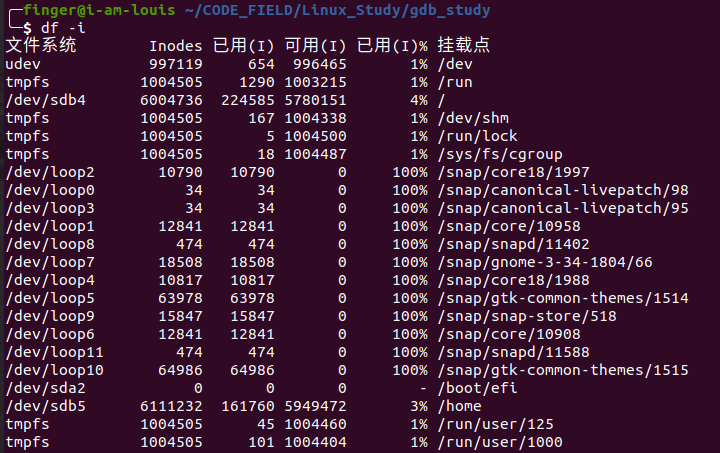 finger@i-am-louis ~/CODE_FIELD/Linux_Study/gdb_study
$ df -i
文件系统 Inodes 已用(I) 可用(I) 已用(I)% 挂载点
udev 997119 654 996465 1% /dev
tmpfs 1004505 1290 1003215 1% /run
/dev/sdb4 6004736 224585 5780151 4% /
tmpfs 1004505 167 1004338 1% /dev/shm
tmpfs 1004505 5 1004500 1% /run/lock
tmpfs 1004505 18 1004487 1% /sys/fs/cgroup
/dev/loop2 10790 10790 0 100% /snap/core18/1997
/dev/loop0 34 34 0 100% /snap/canonical-livepatch/98
/dev/loop3 34 34 0 100% /snap/canonical-livepatch/95
/dev/loop1 12841 12841 0 100% /snap/core/10958
/dev/loop8 474 474 0 100% /snap/snapd/11402
/dev/loop7 18508 18508 0 100% /snap/gnome-3-34-1804/66
/dev/loop4 10817 10817 0 100% /snap/core18/1988
/dev/loop5 63978 63978 0 100% /snap/gtk-common-themes/1514
/dev/loop9 15847 15847 0 100% /snap/snap-store/518
/dev/loop6 12841 12841 0 100% /snap/core/10908
/dev/loop11 474 474 0 100% /snap/snapd/11588
/dev/loop10 64986 64986 0 100% /snap/gtk-common-themes/1515
/dev/sda2 0 0 0 - /boot/efi
/dev/sdb5 6111232 161760 5949472 3% /home
tmpfs 1004505 45 1004460 1% /run/user/125
tmpfs 1004505 101 1004404 1% /run/user/1000